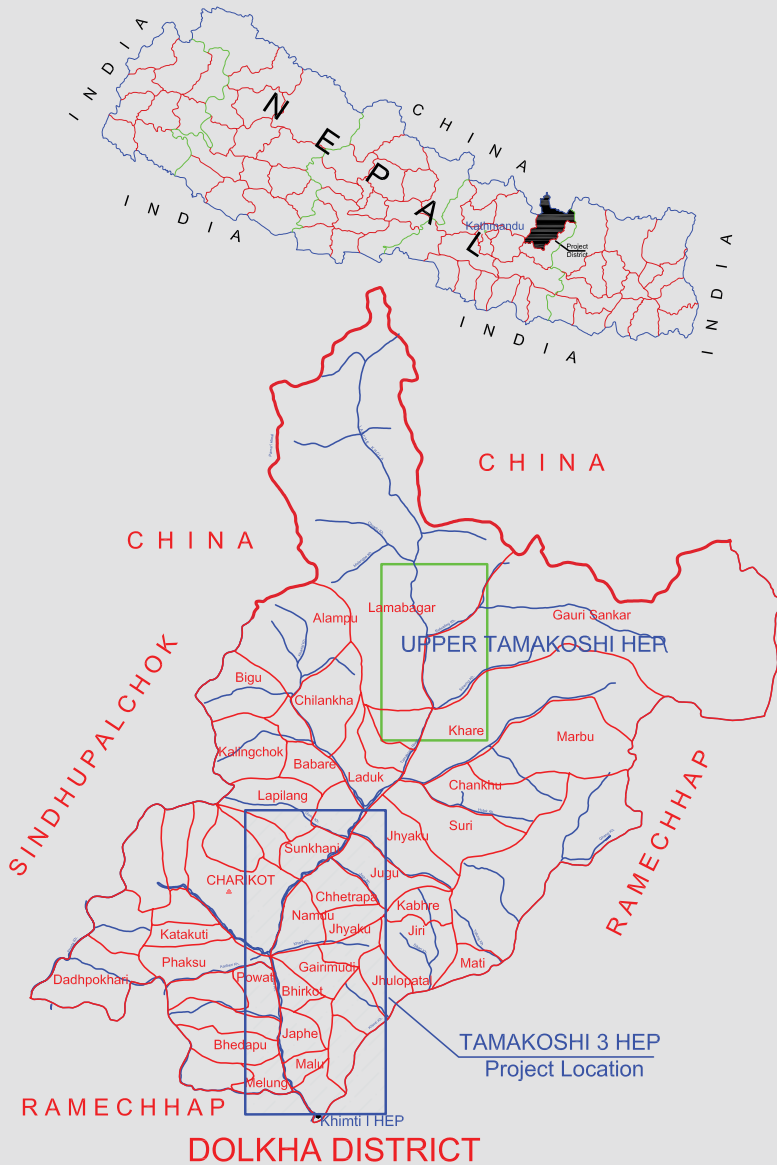 INDIA
CHINA
NEPAL
Kathmandu
Project
District
INDIA
INDIA
INDIA
CHINA
CHINA
SINDHUPALCHOK
RAMECHHAP
Alampu
Lamabagar
Gauri Sankar
UPPER TAMAKOSHI HEP
Bigu
Chilankha
Khare
Marbu
Kalingchok
Babare
Laduk
Chankhu
Lapilang
Suri
Jhyaku
Sunkhani
Jugu
CHARIKOT
Chhetrapa
Kabhre
Namdu
Jhyaku
Jiri
Katakuti
Phaksu
Gairimudi
Mati
Dadhpokhari
Powati
Bhirkot
Jhulopatal
Japhe
Bhedapu
Malu
Melung
TAMAKOSHI 3 HEP
Project Location
RAMECHHAP
Khimti I HEP
DOLKHA DISTRICT